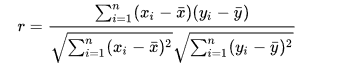 r = \frac{\sum_{i=1}^{n}(x_i - \bar{x})(y_i - \bar{y})}{\sqrt{\sum_{i=1}^{n}(x_i - \bar{x})^2}\sqrt{\sum_{i=1}^{n}(y_i - \bar{y})^2}}